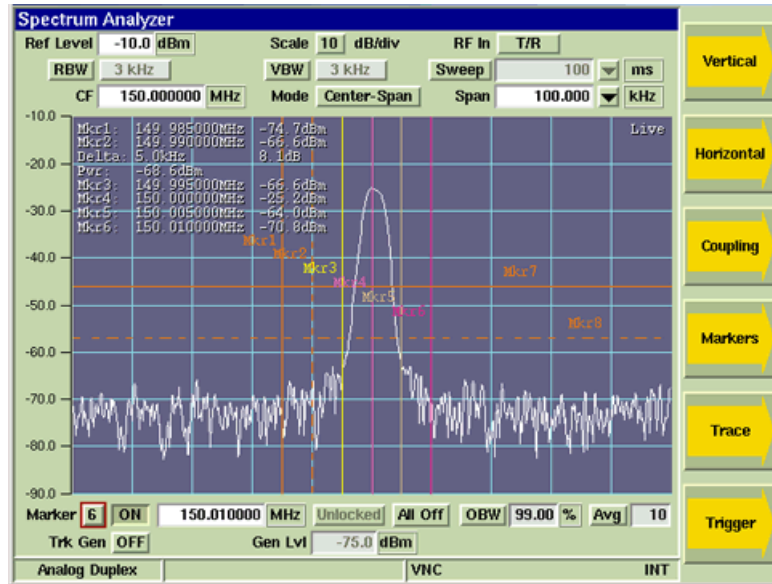 Spectrum Analyzer
Ref Level -10.0 dBm Scale 10 dB/div RF In T/R
RBW 3 kHz VBW 3 kHz Sweep 100 ms
CF 150.000000 MHz Mode Center-Span Span 100.000 kHz
Vertical
Horizontal
Coupling
Markers
Trace
Trigger
-10.0
-20.0
-30.0
-40.0
-50.0
-60.0
-70.0
-80.0
-90.0
Mkr1: 149.985000MHz -74.7dBm
Mkr2: 149.990000MHz -66.6dBm
Delta: 5.0kHz 8.1dB
Pwr: -68.6dBm
Mkr3: 149.995000MHz -66.6dBm
Mkr4: 150.000000MHz -25.2dBm
Mkr5: 150.005000MHz -64.0dBm
Mkr6: 150.010000MHz -70.8dBm
Live
Mkr1
Mkr2
Mkr3
Mkr4
Mkr5
Mkr6
Mkr7
Mkr8
Marker 6 ON 150.010000 MHz Unlocked All Off OBW 99.00 % Avg 10
Trk Gen OFF Gen Lvl -75.0 dBm
Analog Duplex VNC INT